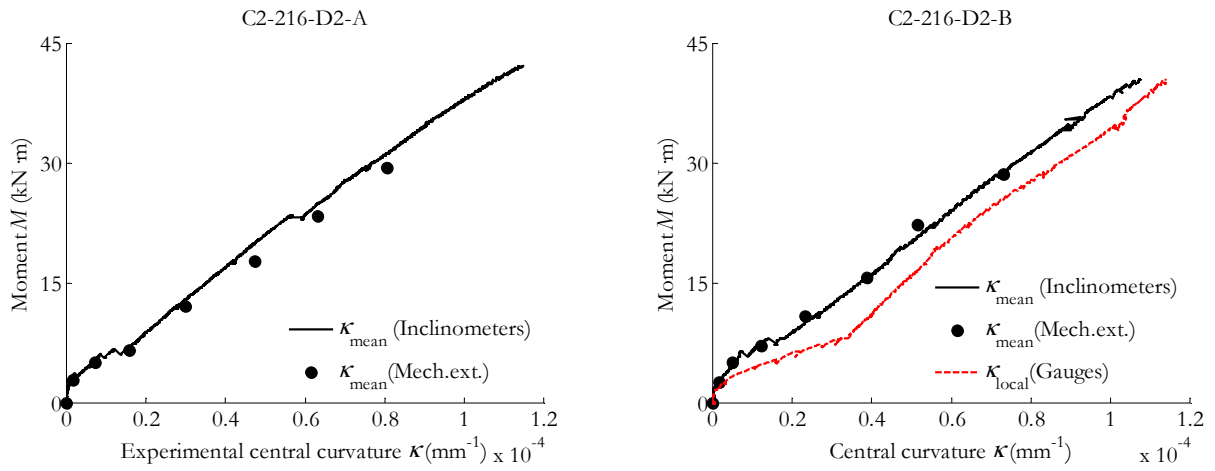 C2-216-D2-A
45
30
15
0
Moment M (kN ·m)
κmean (Inclinometers)
κmean(Mech.ext.)
0 0.2 0.4 0.6 0.8 1 1.2
Experimental central curvature κ(mm-1) x 10-4
C2-216-D2-B
45
30
15
0
Moment M (kN ·m)
κmean (Inclinometers)
κmean(Mech.ext.)
κlocal(Gauges)
0 0.2 0.4 0.6 0.8 1 1.2
Central curvature κ(mm-1) x 10-4